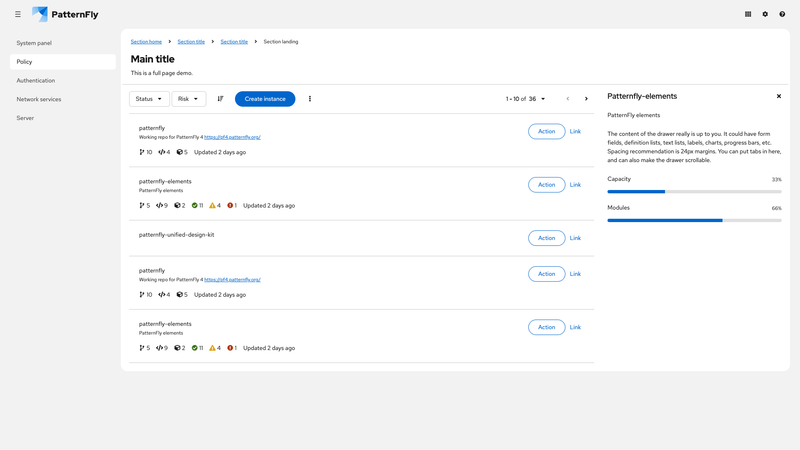 PatternFly
System panel
Policy
Authentication
Network services
Server
Section home
Section title
Section title
Section landing
Main title
This is a full page demo.
Status
Risk
Create instance
1 - 10 of 36
patternfly
Working repo for PatternFly 4 https://pf4.patternfly.org/
10 4 5 Updated 2 days ago
Action
Link
patternfly-elements
PatternFly elements
5 9 2 11 4 1 Updated 2 days ago
Action
Link
patternfly-unified-design-kit
Action
Link
patternfly
Working repo for PatternFly 4 https://pf4.patternfly.org/
10 4 5 Updated 2 days ago
Action
Link
patternfly-elements
PatternFly elements
5 9 2 11 4 1 Updated 2 days ago
Action
Link
Patternfly-elements
PatternFly elements
The content of the drawer really is up to you. It could have form
fields, definition lists, text lists, labels, charts, progress bars, etc.
Spacing recommendation is 24px margins. You can put tabs in here,
and can also make the drawer scrollable.
Capacity 33%
Modules 66%